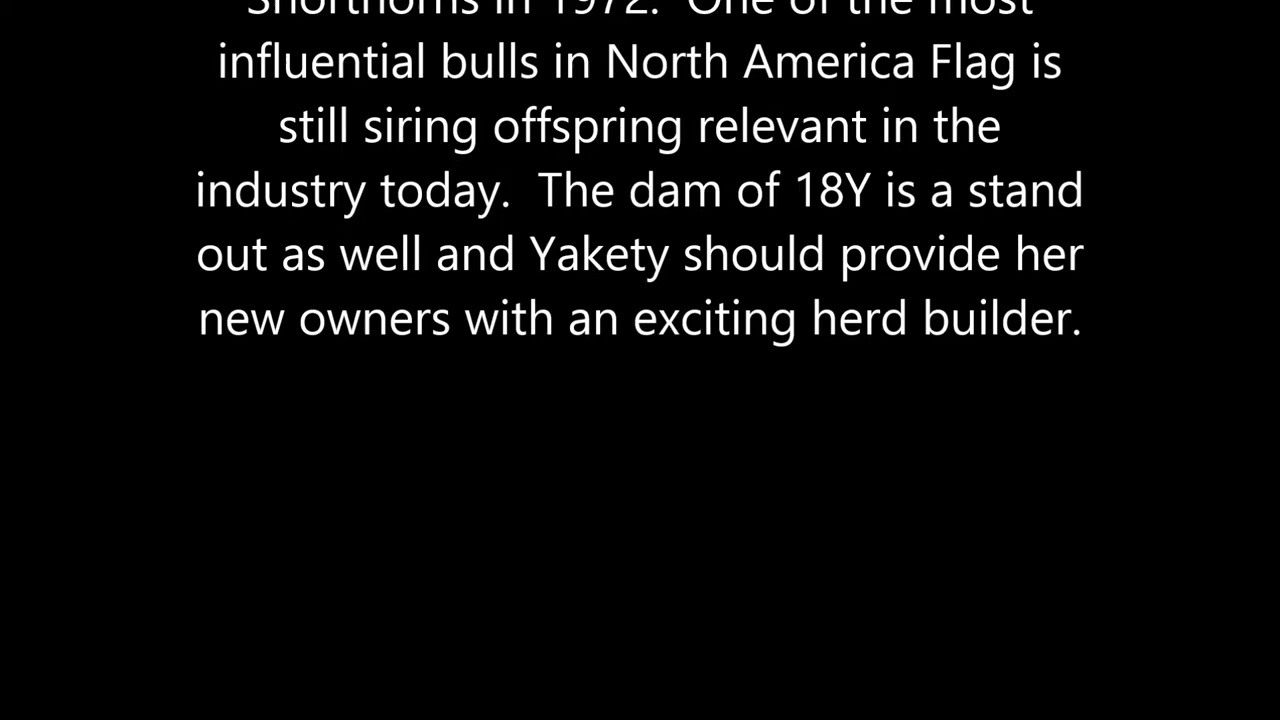 Shorthorns in 1972.  One of the most
influential bulls in North America Flag is
still siring offspring relevant in the
industry today.  The dam of 18Y is a stand
out as well and Yakety should provide her
new owners with an exciting herd builder.